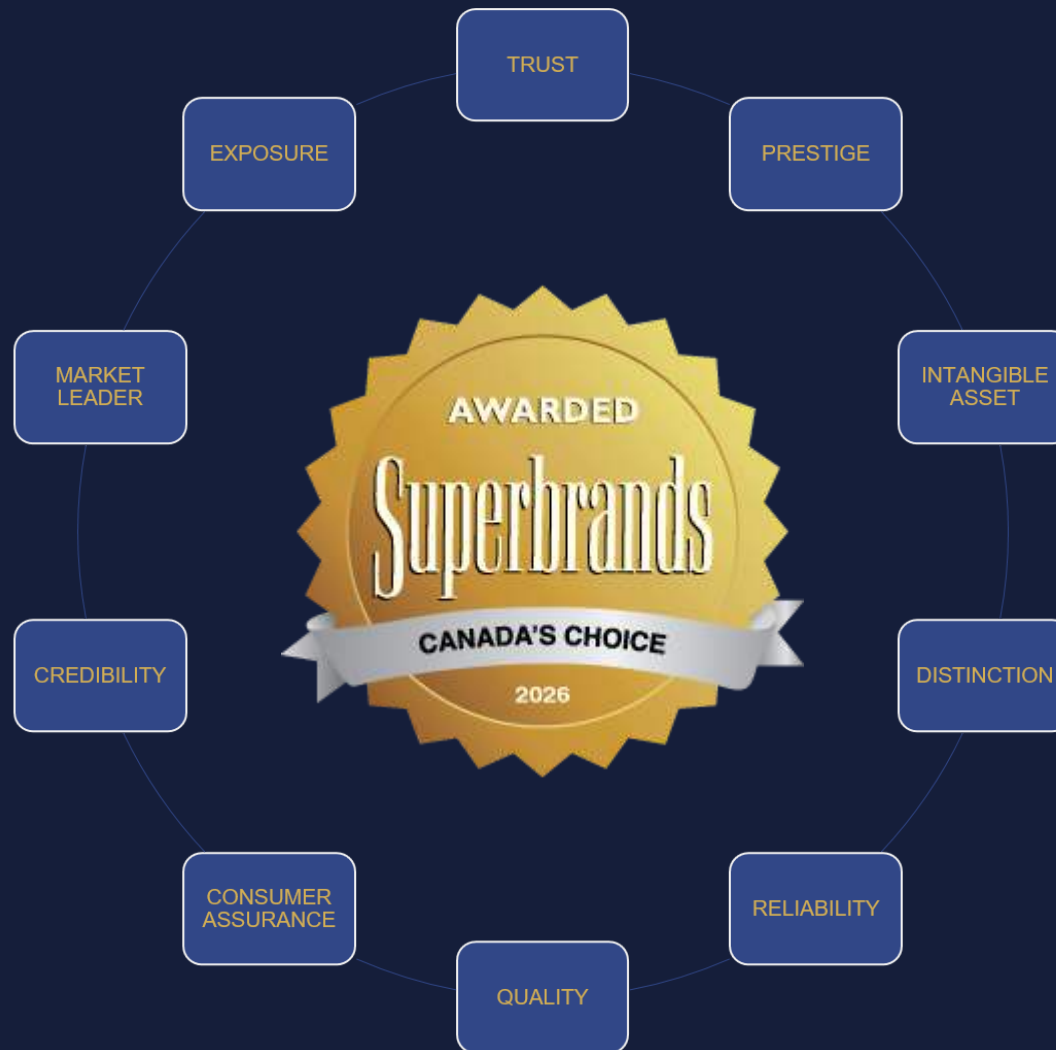 TRUST
EXPOSURE
PRESTIGE
MARKET
LEADER
INTANGIBLE
ASSET
AWARDED
Superbrands
CANADA'S CHOICE
2026
CREDIBILITY
DISTINCTION
CONSUMER
ASSURANCE
RELIABILITY
QUALITY